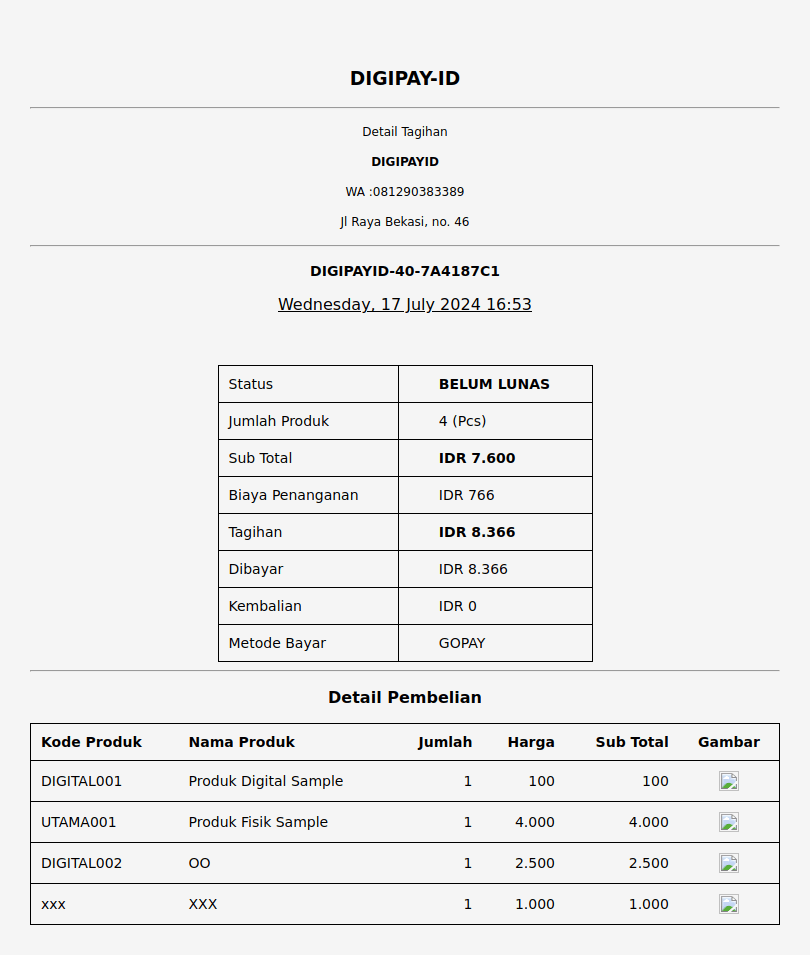 DIGIPAY-ID
Detail Tagihan
DIGIPAYID
WA :081290383389
Jl Raya Bekasi, no. 46
DIGIPAYID-40-7A4187C1
Wednesday, 17 July 2024 16:53
Status BELUM LUNAS
Jumlah Produk 4 (Pcs)
Sub Total IDR 7.600
Biaya Penanganan IDR 766
Tagihan IDR 8.366
Dibayar IDR 8.366
Kembalian IDR 0
Metode Bayar GOPAY
Detail Pembelian
Kode Produk Nama Produk Jumlah Harga Sub Total Gambar
DIGITAL001 Produk Digital Sample 1 100 100
UTAMA001 Produk Fisik Sample 1 4.000 4.000
DIGITAL002 OO 1 2.500 2.500
xxx XXX 1 1.000 1.000